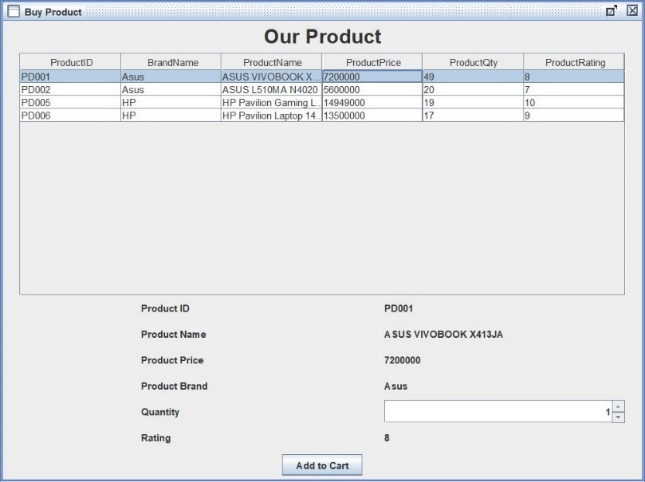 Buy Product
Our Product
ProductID BrandName ProductName ProductPrice ProductQty ProductRating
PD001 Asus ASUS VIVOBOOK X... 7200000 49 8
PD002 Asus ASUS L510MA N4020 5600000 20 7
PD005 HP HP Pavilion Gaming L... 14949000 19 10
PD006 HP HP Pavilion Laptop 14... 13500000 17 9
Product ID PD001
Product Name ASUS VIVOBOOK X413JA
Product Price 7200000
Product Brand Asus
Quantity 1
Rating 8
Add to Cart